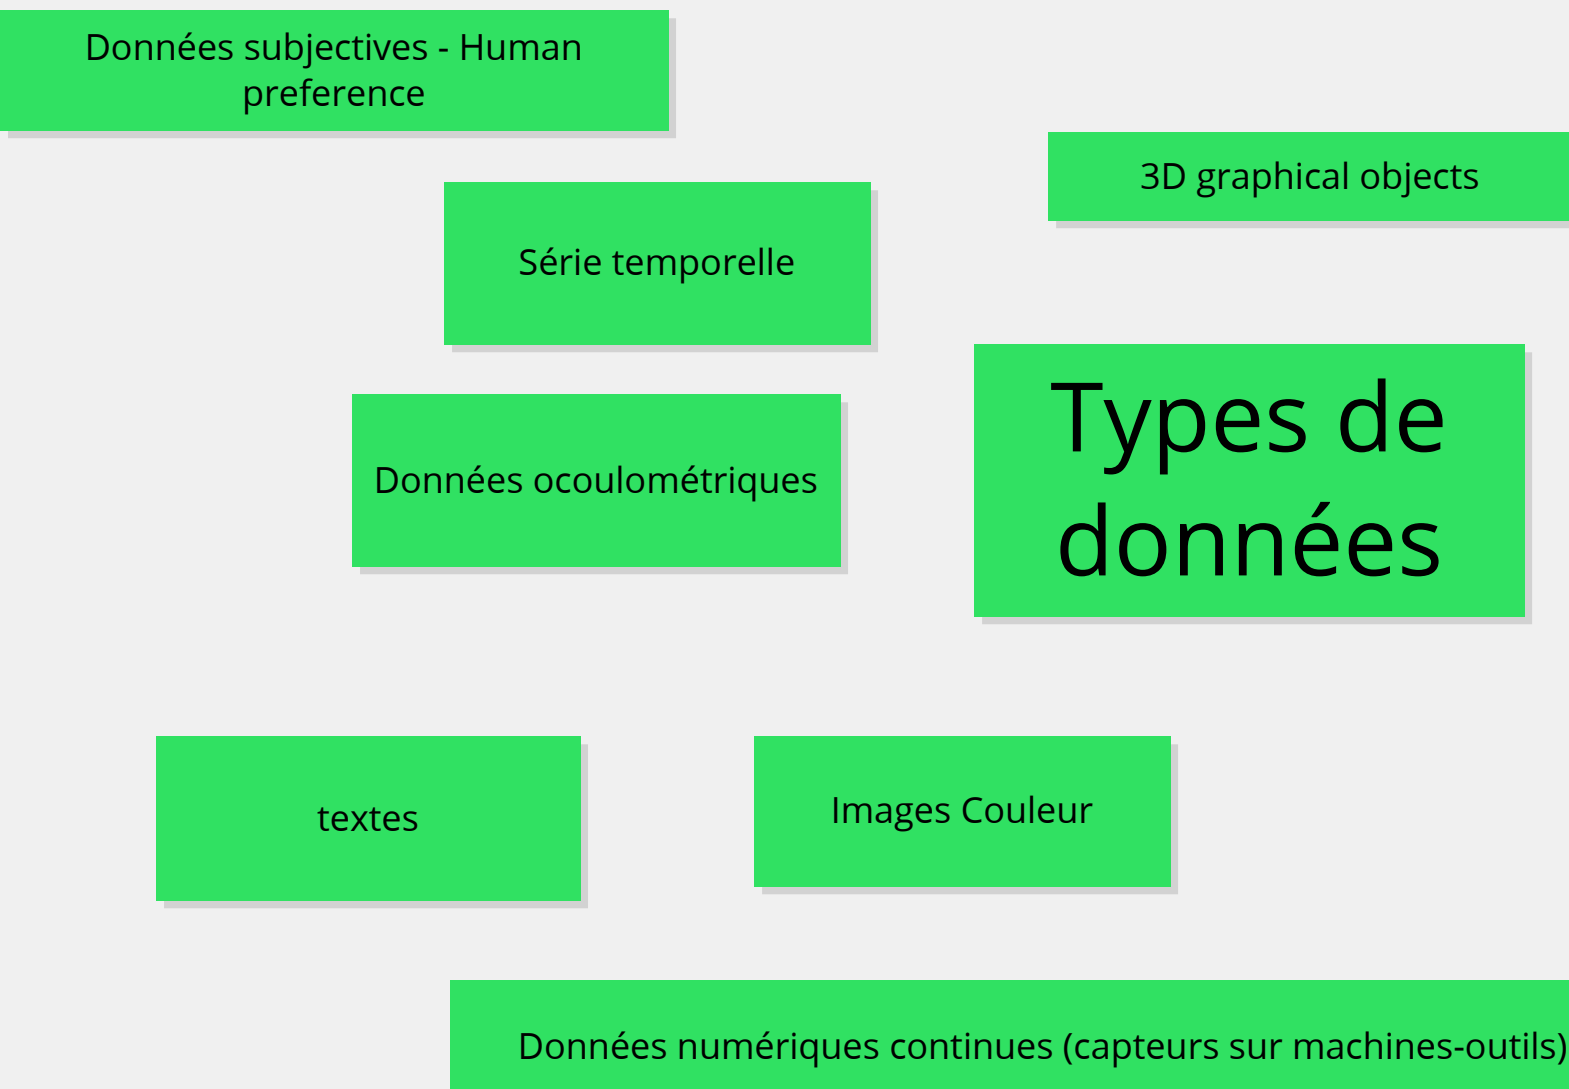 Données subjectives - Human
preference
3D graphical objects
Série temporelle
Types de
données
Données ocoulométriques
textes
Images Couleur
Données numériques continues (capteurs sur machines-outils)